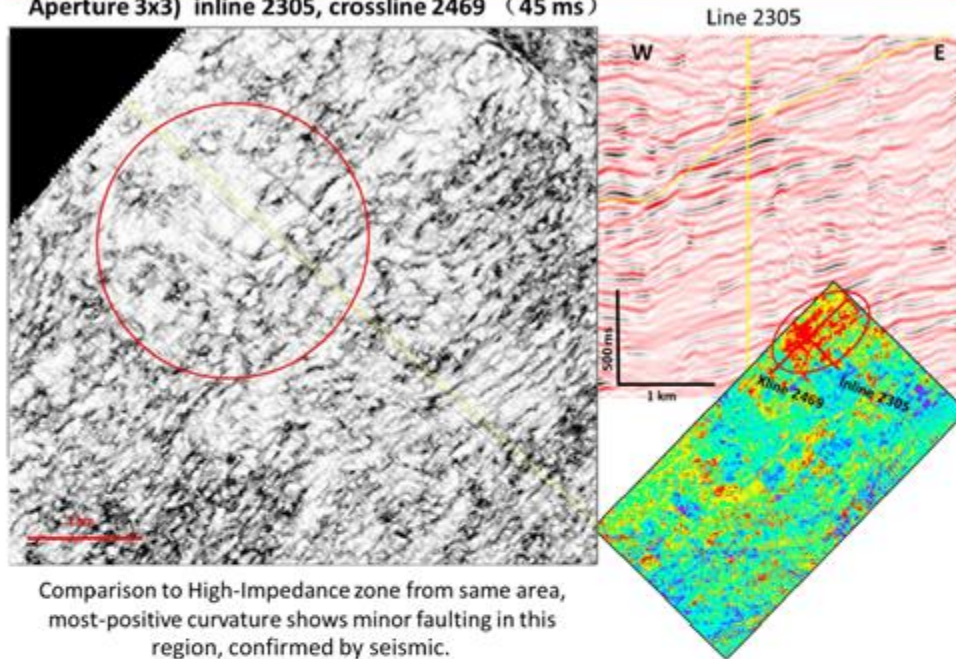 Aperture 3x3) inline 2305, crossline 2469 （45 ms）
Line 2305
W
E
500 ms
1 km
Xline 2469
Inline 2305
Comparison to High-Impedance zone from same area,
most-positive curvature shows minor faulting in this
region, confirmed by seismic.